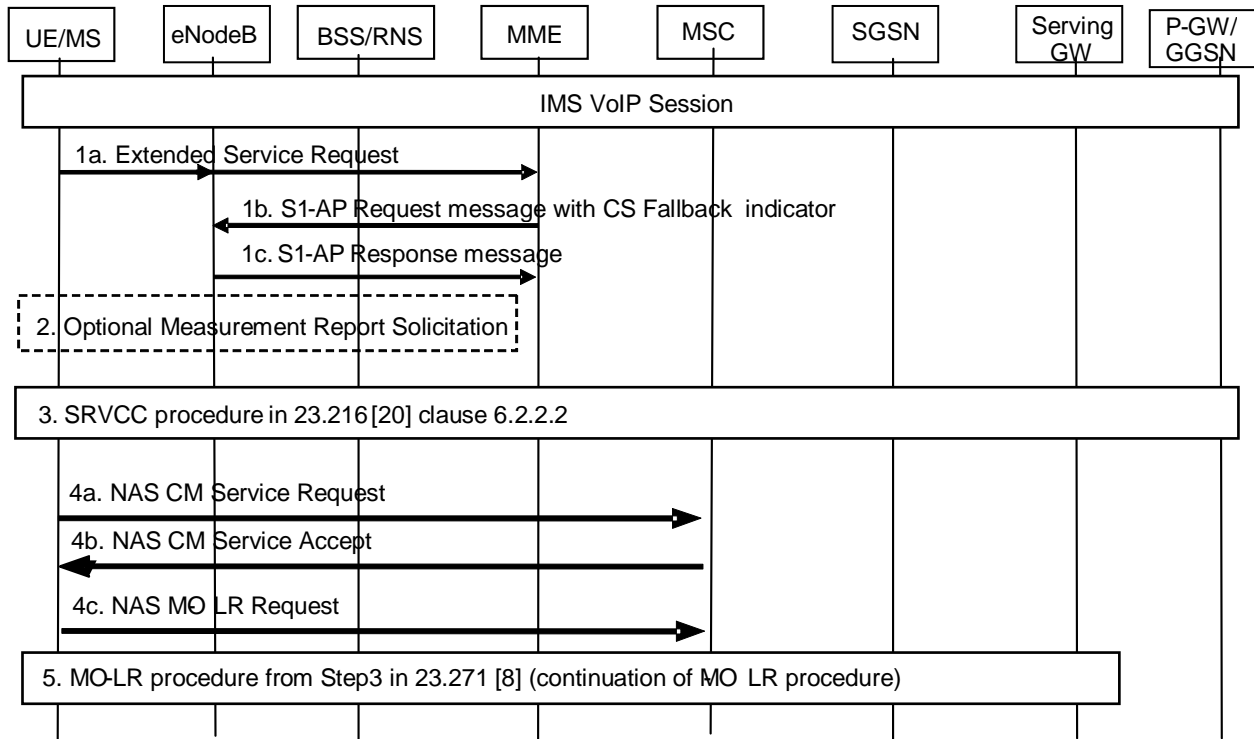 UE/MS
eNodeB
BSS/RNS
MME
MSC
SGSN
Serving
GW
P-GW/
GGSN
IMS VoIP Session
1a. Extended Service Request
1b. S1-AP Request message with CS Fallback indicator
1c. S1-AP Response message
2. Optional Measurement Report Solicitation
3. SRVCC procedure in 23.216 [20] clause 6.2.2.2
4a. NAS CM Service Request
4b. NAS CM Service Accept
4c. NAS MO-LR Request
5. MO-LR procedure from Step3 in 23.271 [8] (continuation of MO-LR procedure)